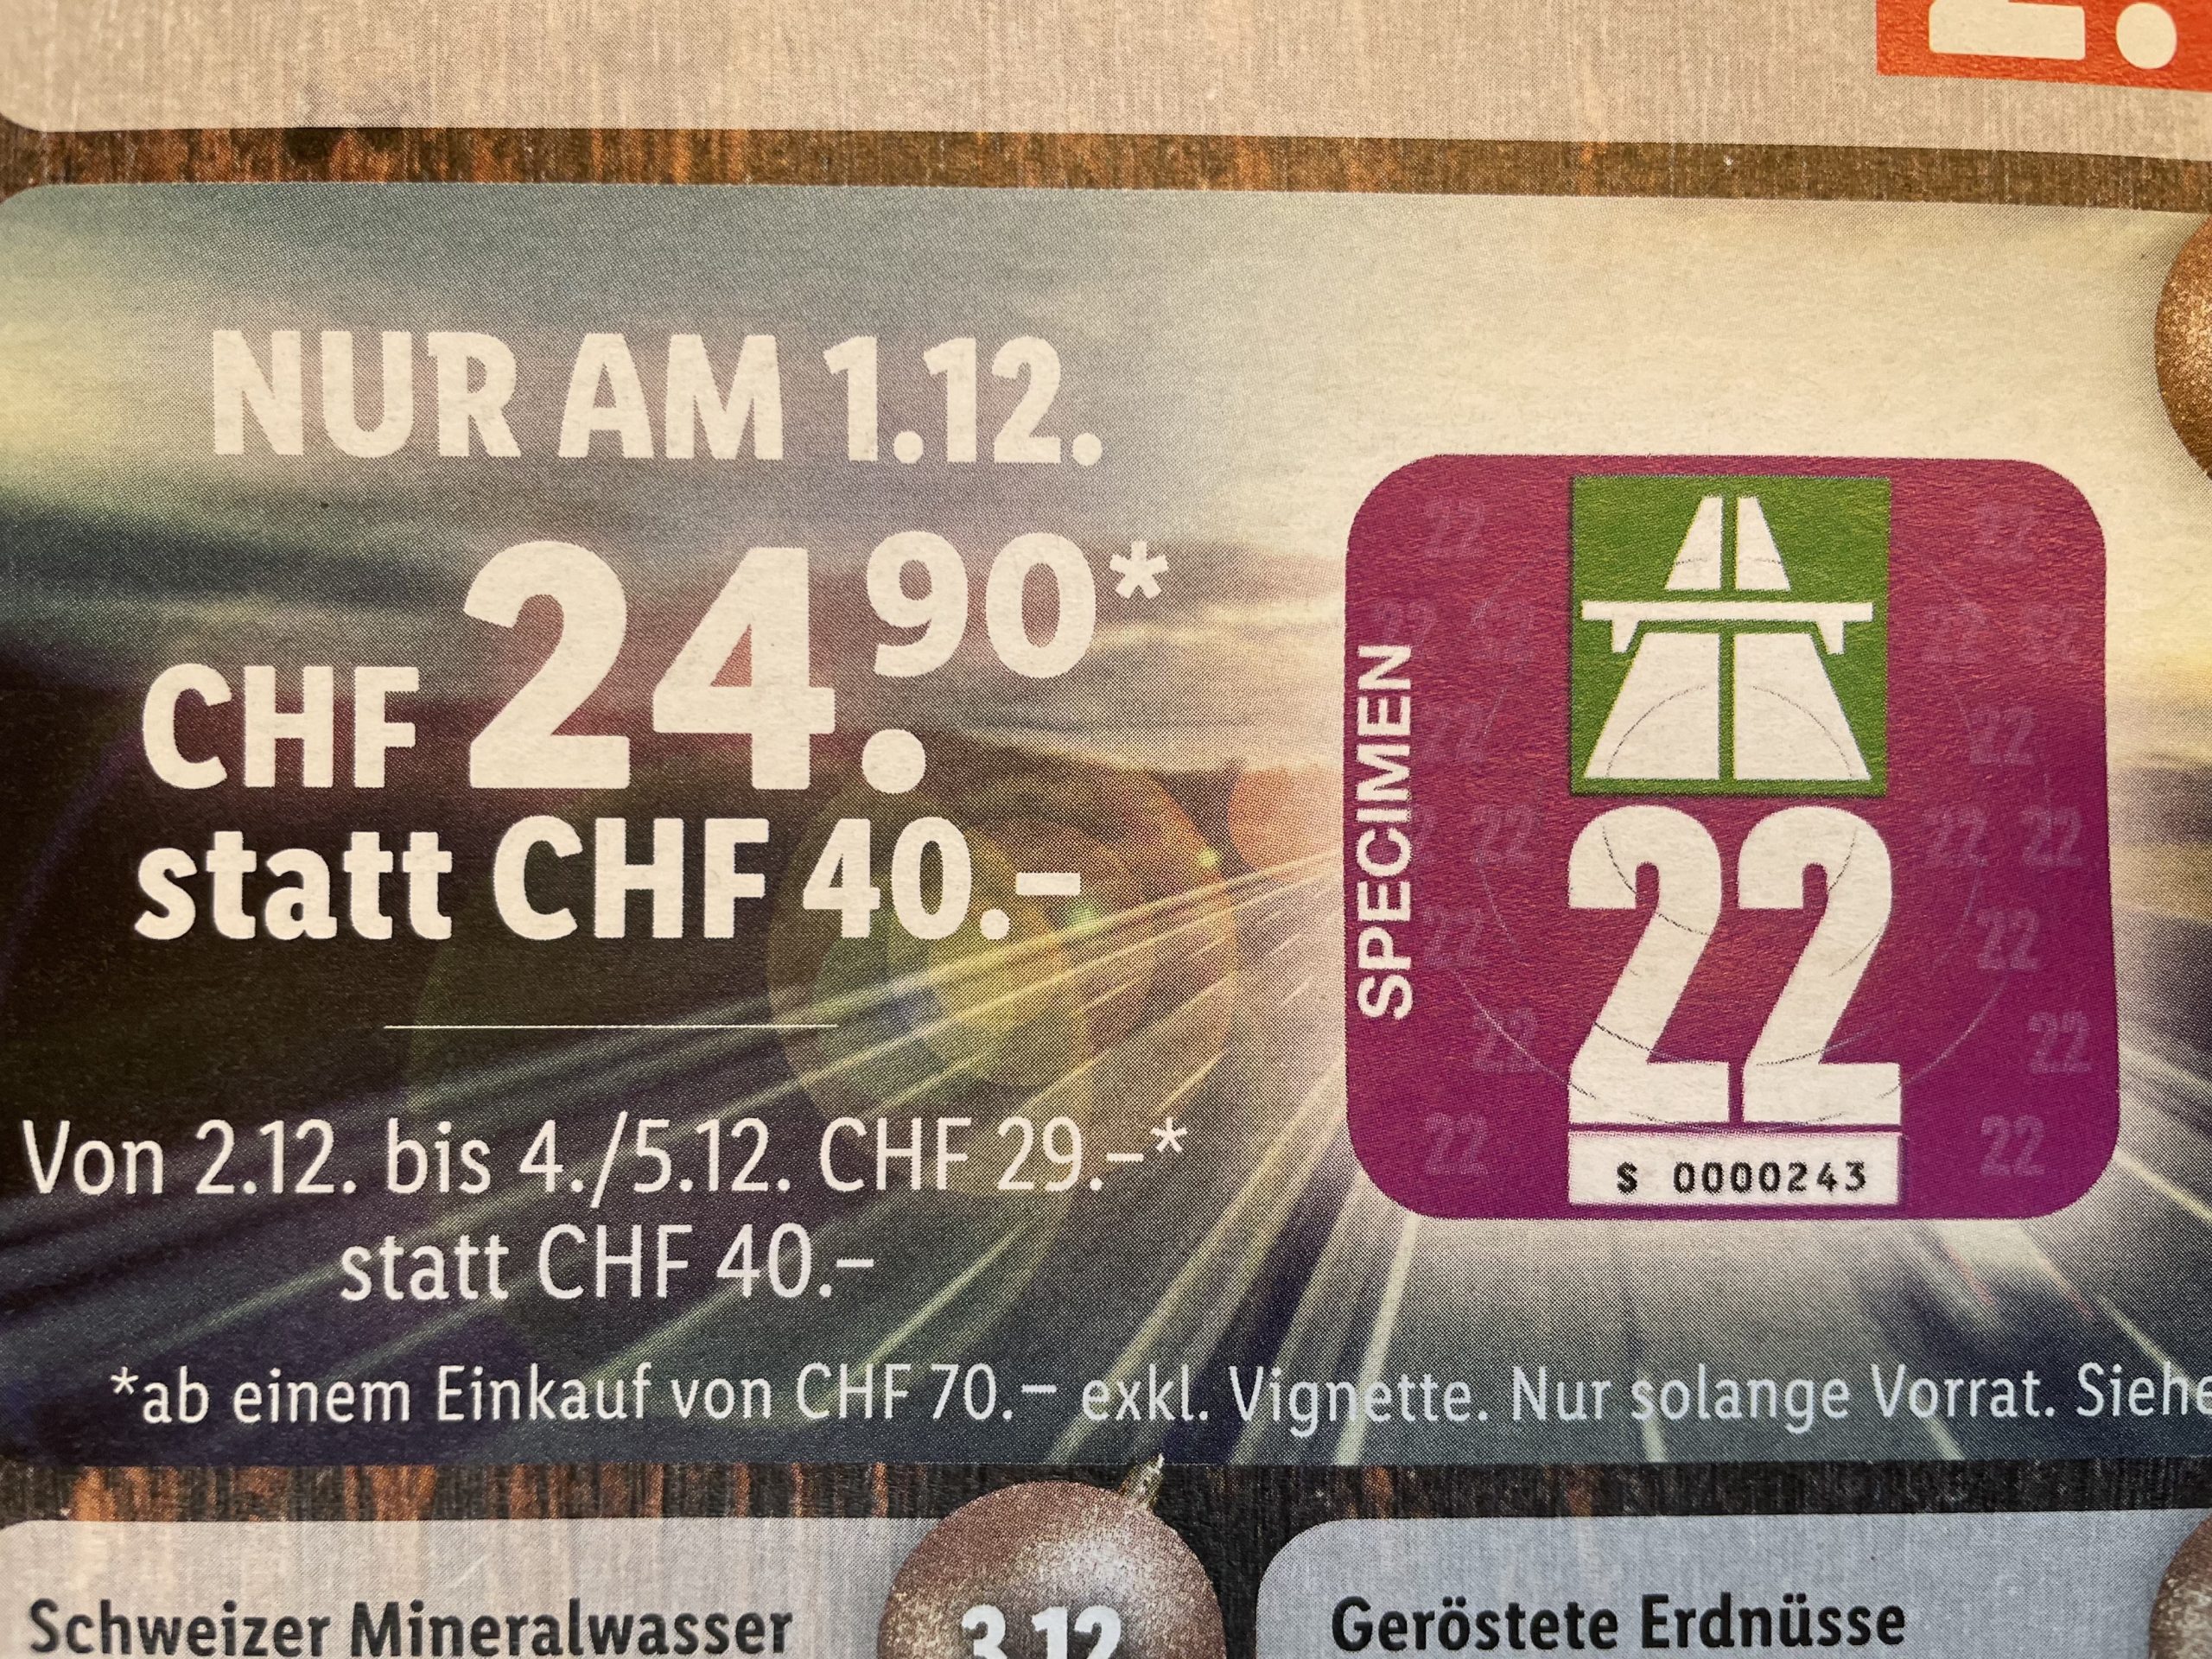 NUR AM 1.12.
CHF 24.90*
statt CHF 40.–
Von 2.12. bis 4./5.12. CHF 29.–*
statt CHF 40.–
*ab einem Einkauf von CHF 70.– exkl. Vignette. Nur solange Vorrat. Siehe
SPECIMEN
22
S 0000243
Schweizer Mineralwasser
3.12
Geröstete Erdnüsse